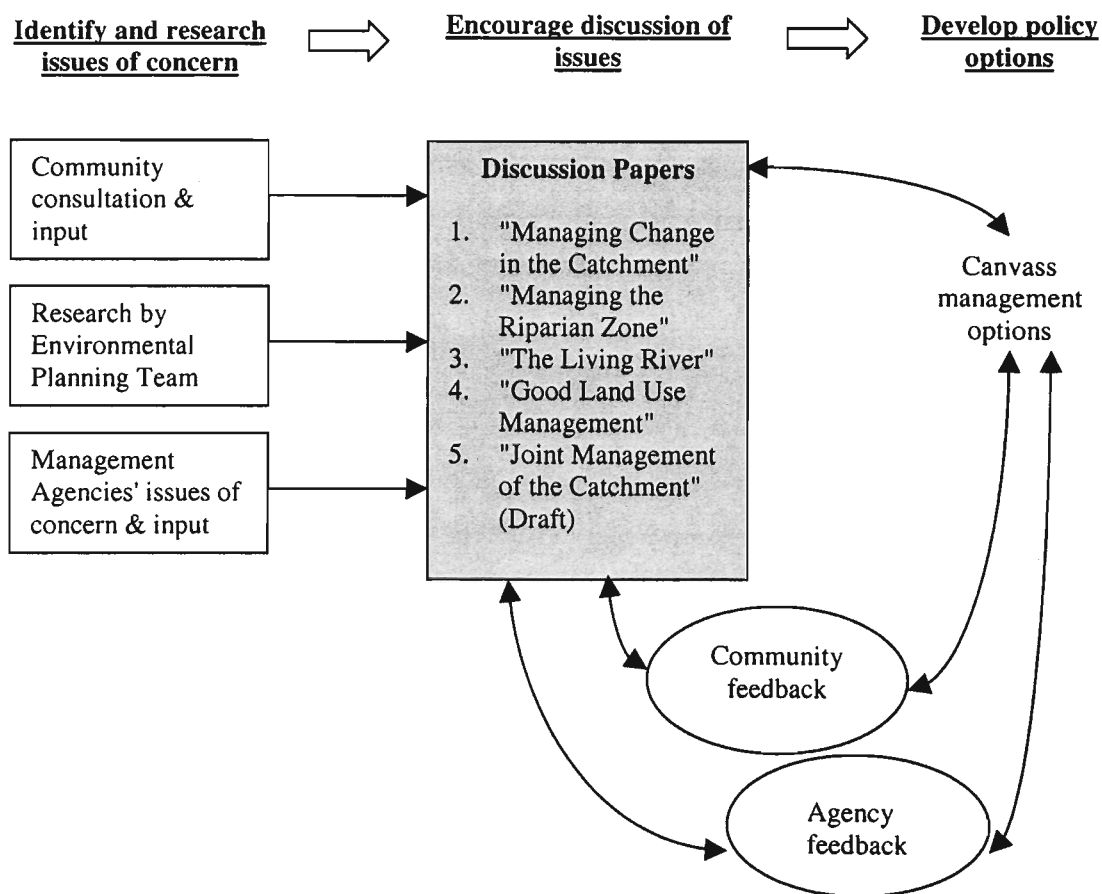 Identify and research
issues of concern
Encourage discussion of
issues
Develop policy
options
Community
consultation &
input
Research by
Environmental
Planning Team
Management
Agencies' issues of
concern & input
Discussion Papers
1. "Managing Change
in the Catchment"
2. "Managing the
Riparian Zone"
3. "The Living River"
4. "Good Land Use
Management"
5. "Joint Management
of the Catchment"
(Draft)
Canvass
management
options
Community
feedback
Agency
feedback